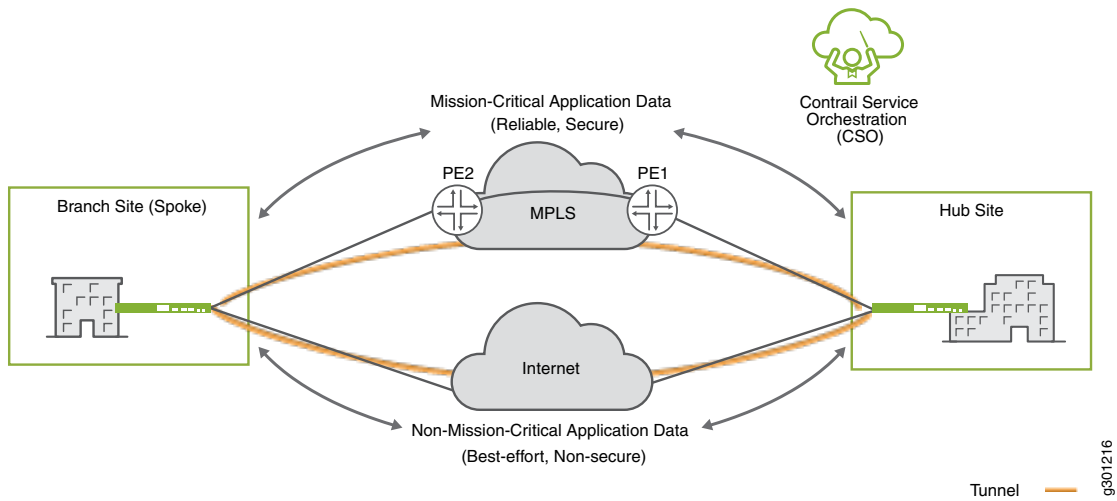 Mission-Critical Application Data
(Reliable, Secure)
Contrail Service
Orchestration
(CSO)
PE2
PE1
Branch Site (Spoke)
MPLS
Hub Site
Internet
Non-Mission-Critical Application Data
(Best-effort, Non-secure)
Tunnel
g301216